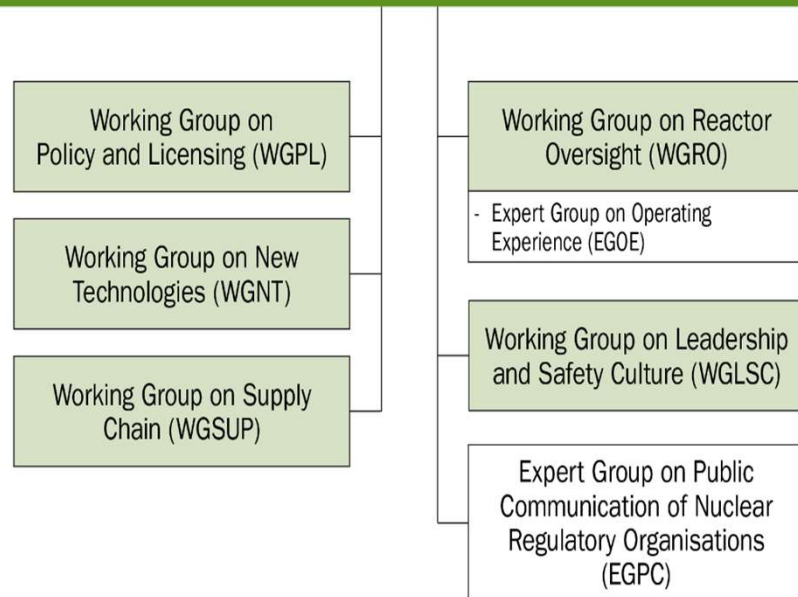 Working Group on
Policy and Licensing (WGPL)
Working Group on New
Technologies (WGNT)
Working Group on Supply
Chain (WGSUP)
Working Group on Reactor
Oversight (WGRO)
- Expert Group on Operating
Experience (EGOE)
Working Group on Leadership
and Safety Culture (WGLSC)
Expert Group on Public
Communication of Nuclear
Regulatory Organisations
(EGPC)